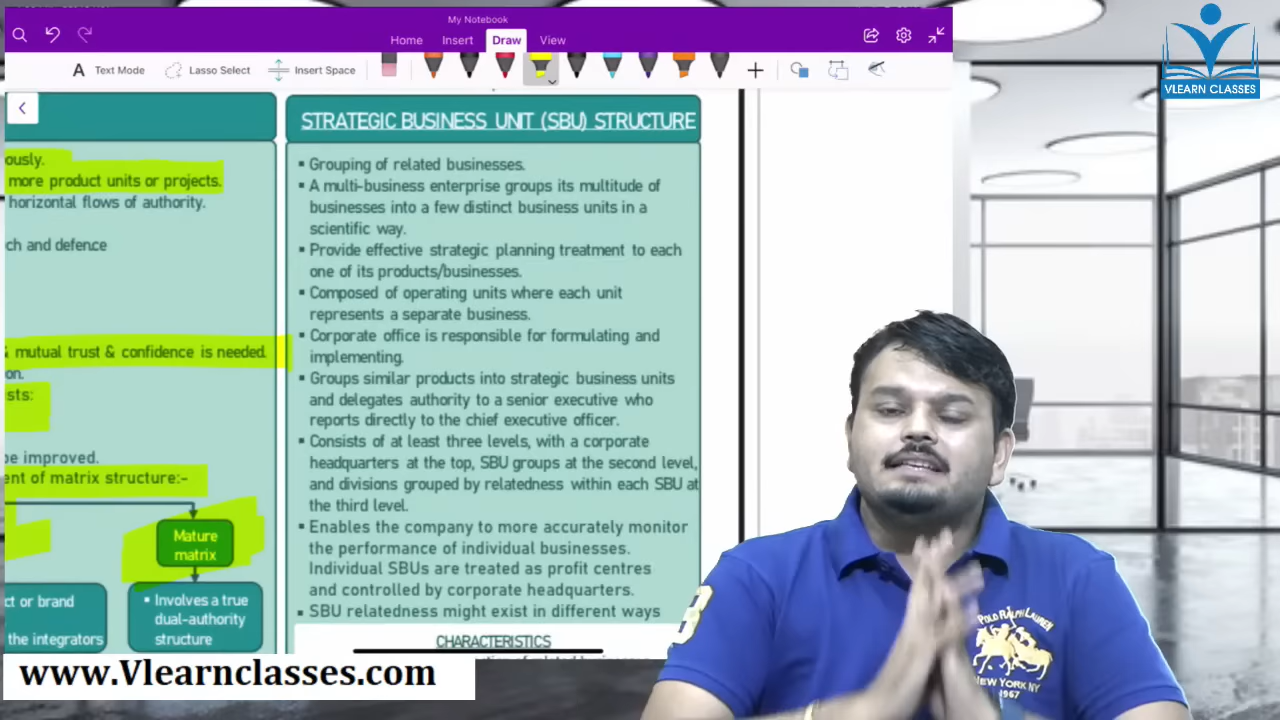 My Notebook
Home Insert Draw View
Text Mode Lasso Select Insert Space
VLEARN CLASSES
ously.
more product units or projects.
horizontal flows of authority.
ch and defence
& mutual trust & confidence is needed.
on.
sts:
be improved.
ent of matrix structure:-
Mature
matrix
ct or brand
the integrators
▪ Involves a true
dual-authority
structure
STRATEGIC BUSINESS UNIT (SBU) STRUCTURE
▪ Grouping of related businesses.
▪ A multi-business enterprise groups its multitude of
businesses into a few distinct business units in a
scientific way.
▪ Provide effective strategic planning treatment to each
one of its products/businesses.
▪ Composed of operating units where each unit
represents a separate business.
▪ Corporate office is responsible for formulating and
implementing.
▪ Groups similar products into strategic business units
and delegates authority to a senior executive who
reports directly to the chief executive officer.
▪ Consists of at least three levels, with a corporate
headquarters at the top, SBU groups at the second level,
and divisions grouped by relatedness within each SBU at
the third level.
▪ Enables the company to more accurately monitor
the performance of individual businesses.
Individual SBUs are treated as profit centres
and controlled by corporate headquarters.
▪ SBU relatedness might exist in different ways
CHARACTERISTICS
www.Vlearnclasses.com
POLO RALPH LAUREN
NEW YORK NY
1967
3